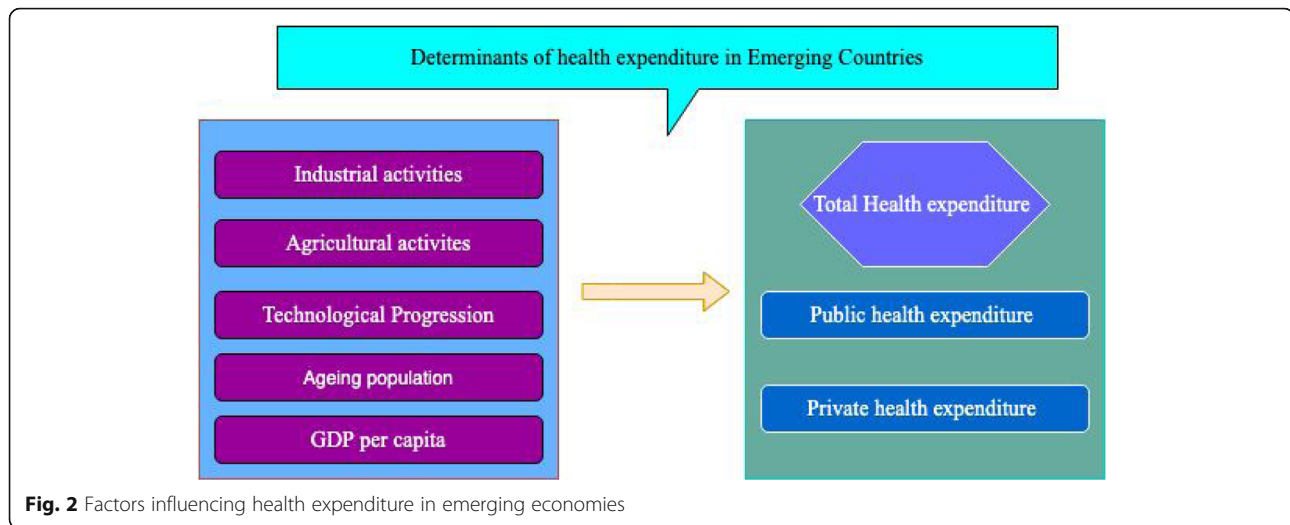 Determinants of health expenditure in Emerging Countries
Industrial activities
Agricultural activites
Technological Progression
Ageing population
GDP per capita
Total Health expenditure
Public health expenditure
Private health expenditure
Fig. 2 Factors influencing health expenditure in emerging economies